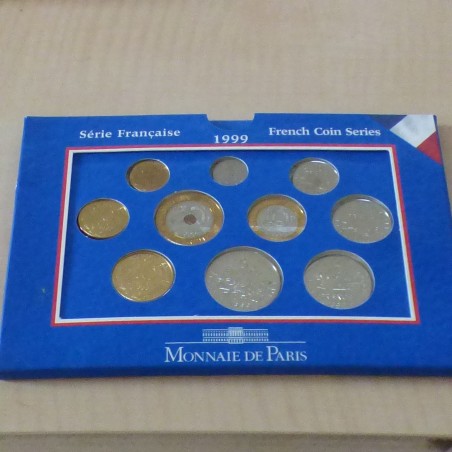 Série Française 1999 French Coin Series
MONNAIE DE PARIS